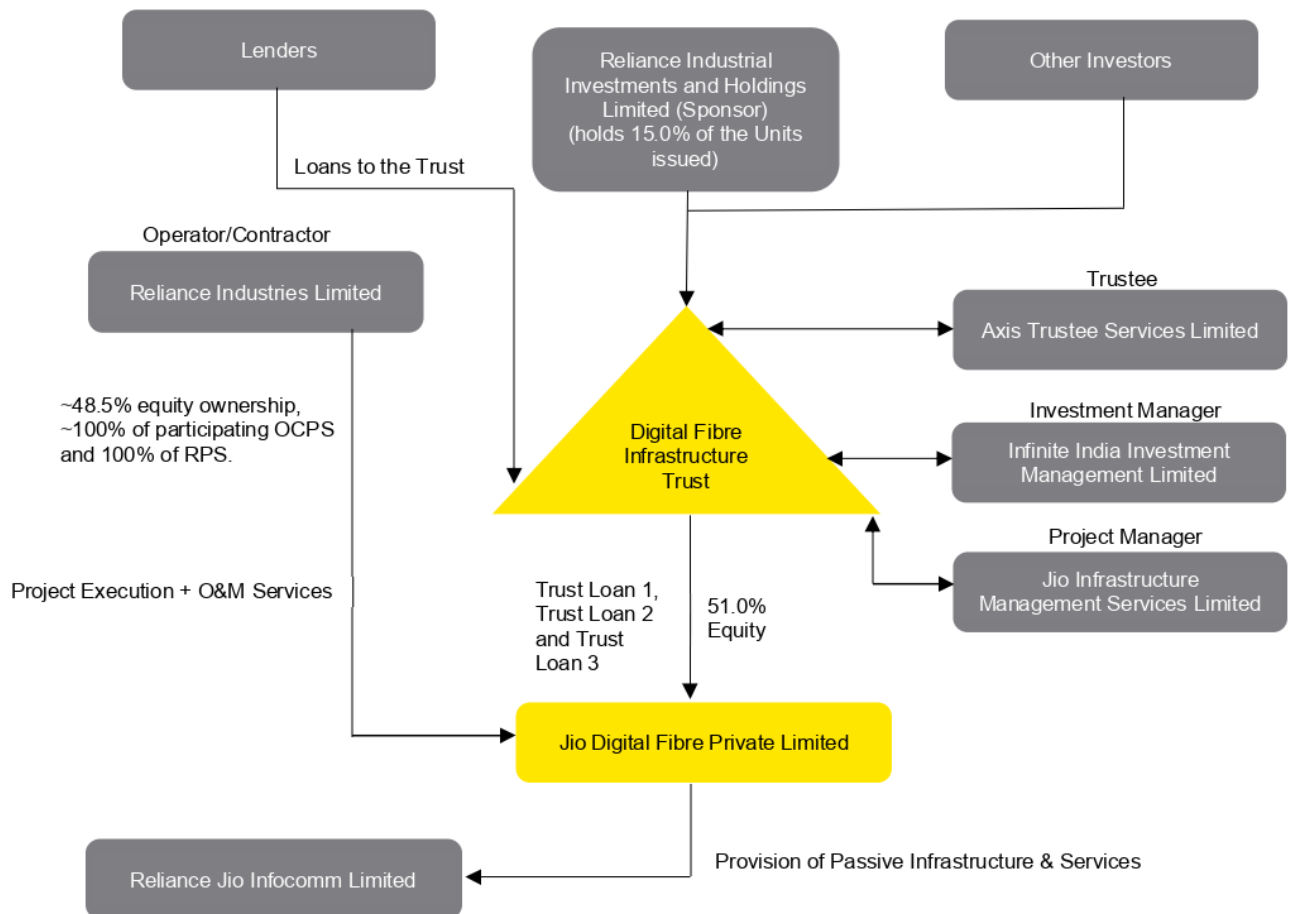 Lenders
Reliance Industrial
Investments and Holdings
Limited (Sponsor)
(holds 15.0% of the Units
issued)
Other Investors
Loans to the Trust
Operator/Contractor
Reliance Industries Limited
Trustee
Axis Trustee Services Limited
~48.5% equity ownership,
~100% of participating OCPS
and 100% of RPS.
Investment Manager
Infinite India Investment
Management Limited
Digital Fibre
Infrastructure
Trust
Project Manager
Jio Infrastructure
Management Services Limited
Project Execution + O&M Services
Trust Loan 1,
Trust Loan 2
and Trust
Loan 3
51.0%
Equity
Jio Digital Fibre Private Limited
Provision of Passive Infrastructure & Services
Reliance Jio Infocomm Limited